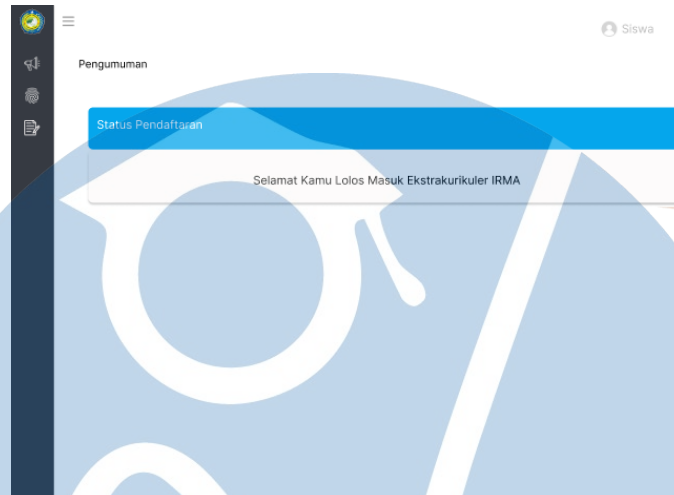 Siswa
Pengumuman
Status Pendaftaran
Selamat Kamu Lolos Masuk Ekstrakurikuler IRMA